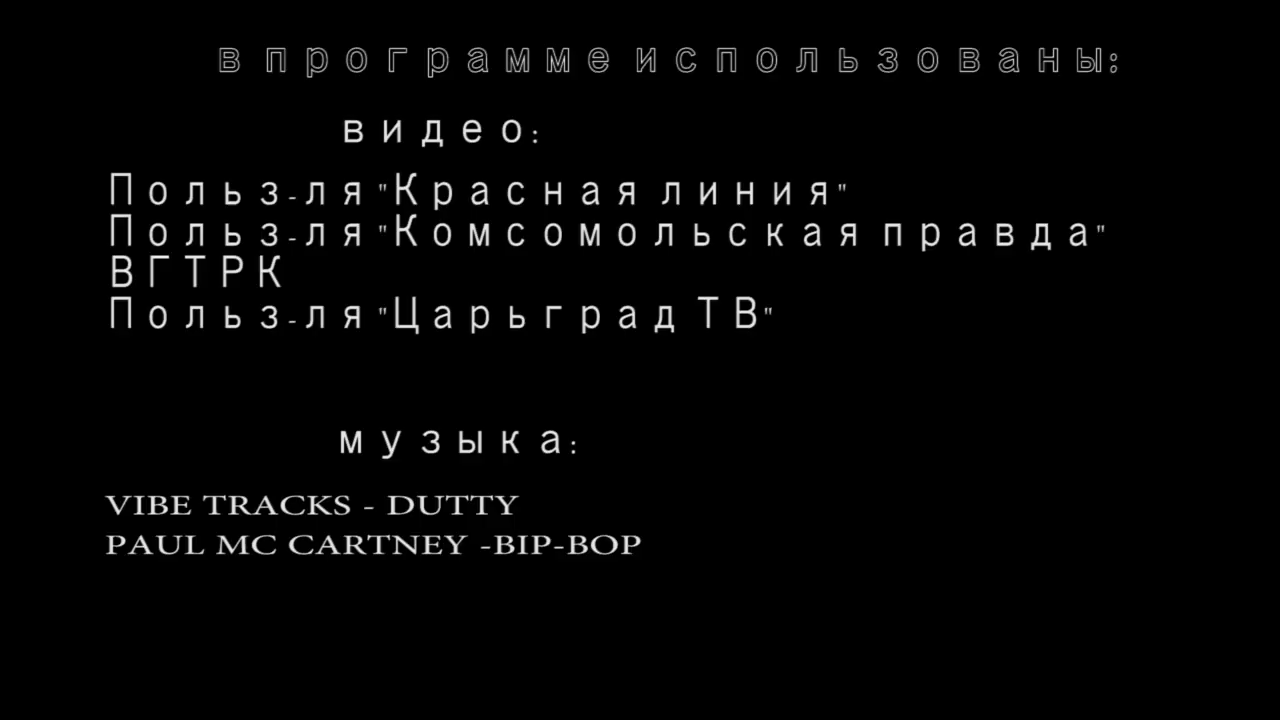 в программе использованы:
видео:
Польз-ля "Красная линия"
Польз-ля "Комсомольская правда"
ВГТРК
Польз-ля "Царьград ТВ"
музыка:
VIBE TRACKS - DUTTY
PAUL MC CARTNEY -BIP-BOP